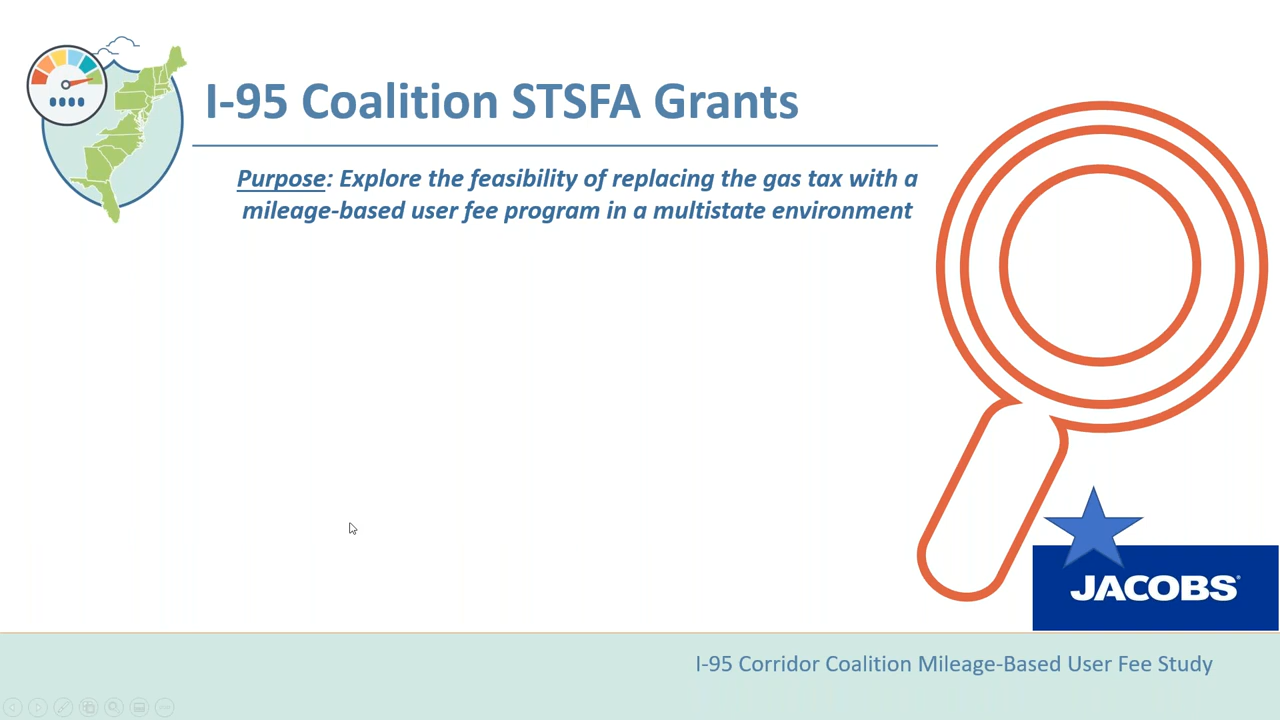 I-95 Coalition STSFA Grants
Purpose: Explore the feasibility of replacing the gas tax with a
mileage-based user fee program in a multistate environment
JACOBS
I-95 Corridor Coalition Mileage-Based User Fee Study